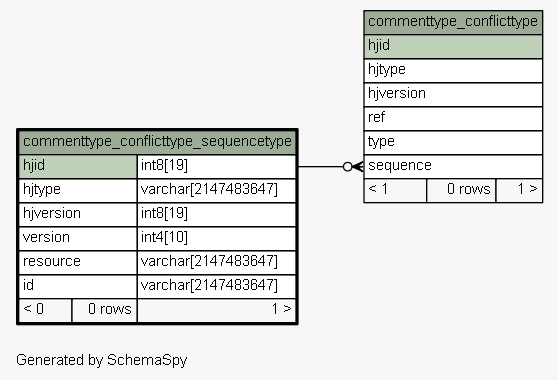 commenttype_conflicttype
hjid
hjtype
hjversion
ref
type
sequence
< 1 0 rows 1 >
commenttype_conflicttype_sequencetype
hjid int8[19]
hjtype varchar[2147483647]
hjversion int8[19]
version int4[10]
resource varchar[2147483647]
id varchar[2147483647]
< 0 0 rows 1 >
Generated by SchemaSpy